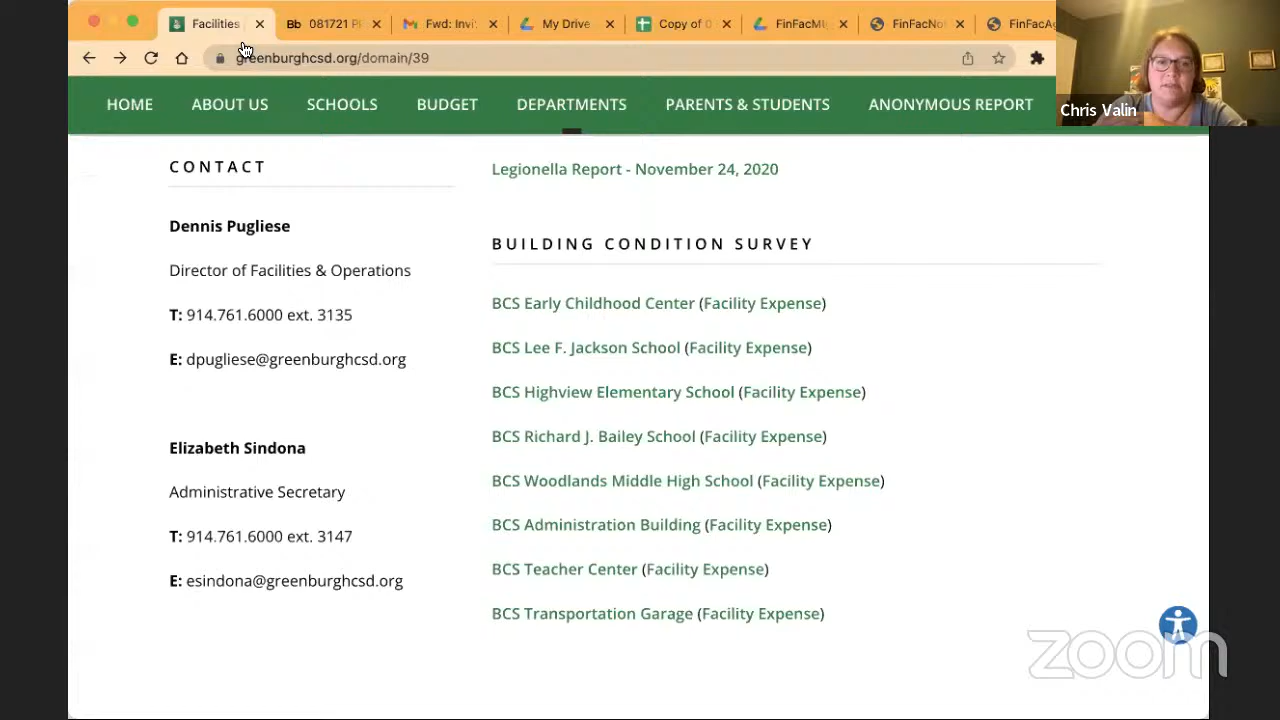 Facilities
Bb 081721 P
Fwd: Invi
My Drive
Copy of 0
FinFacM
FinFacNo
FinFacA
greenburghcsd.org/domain/39
HOME ABOUT US SCHOOLS BUDGET DEPARTMENTS PARENTS & STUDENTS ANONYMOUS REPORT
Chris Valin
CONTACT
Dennis Pugliese
Director of Facilities & Operations
T: 914.761.6000 ext. 3135
E: dpugliese@greenburghcsd.org
Elizabeth Sindona
Administrative Secretary
T: 914.761.6000 ext. 3147
E: esindona@greenburghcsd.org
Legionella Report - November 24, 2020
BUILDING CONDITION SURVEY
BCS Early Childhood Center (Facility Expense)
BCS Lee F. Jackson School (Facility Expense)
BCS Highview Elementary School (Facility Expense)
BCS Richard J. Bailey School (Facility Expense)
BCS Woodlands Middle High School (Facility Expense)
BCS Administration Building (Facility Expense)
BCS Teacher Center (Facility Expense)
BCS Transportation Garage (Facility Expense)
zoom